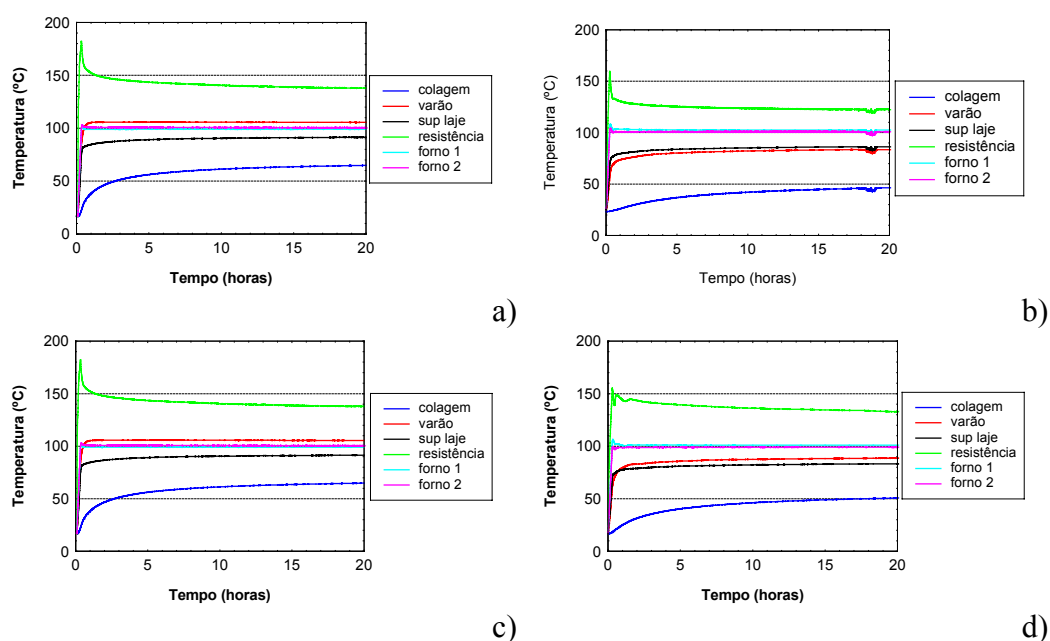 Temperatura (ºC)
200
150
100
50
0
0 5 10 15 20
Tempo (horas)
colagem
varão
sup laje
resistência
forno 1
forno 2
a)
Temperatura (ºC)
200
150
100
50
0
0 5 10 15 20
Tempo (horas)
colagem
varão
sup laje
resistência
forno 1
forno 2
b)
Temperatura (ºC)
200
150
100
50
0
0 5 10 15 20
Tempo (horas)
colagem
varão
sup laje
resistência
forno 1
forno 2
c)
Temperatura (ºC)
200
150
100
50
0
0 5 10 15 20
Tempo (horas)
colagem
varão
sup laje
resistência
forno 1
forno 2
d)